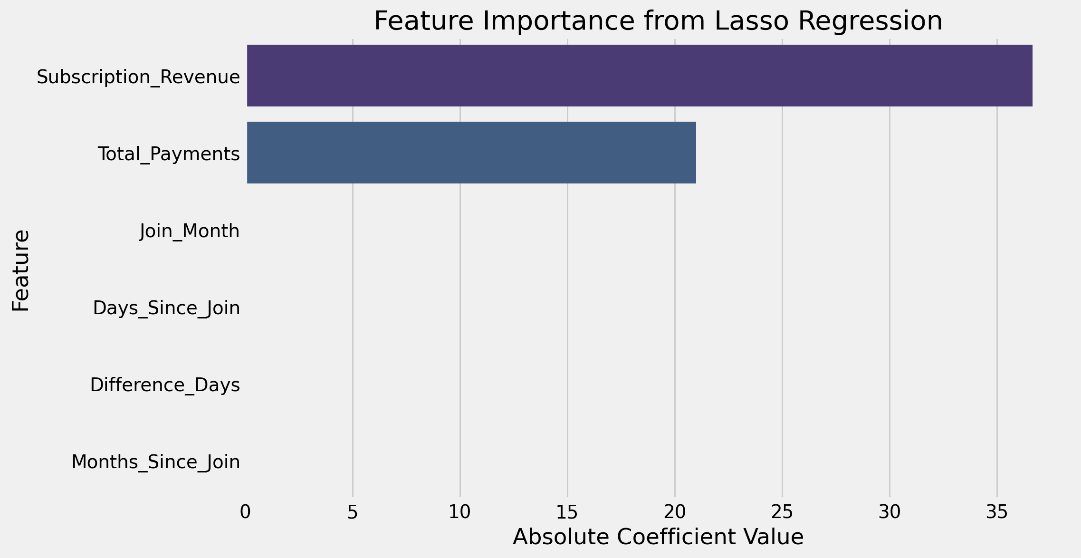 Feature Importance from Lasso Regression
Feature
Subscription_Revenue
Total_Payments
Join_Month
Days_Since_Join
Difference_Days
Months_Since_Join
0 5 10 15 20 25 30 35
Absolute Coefficient Value